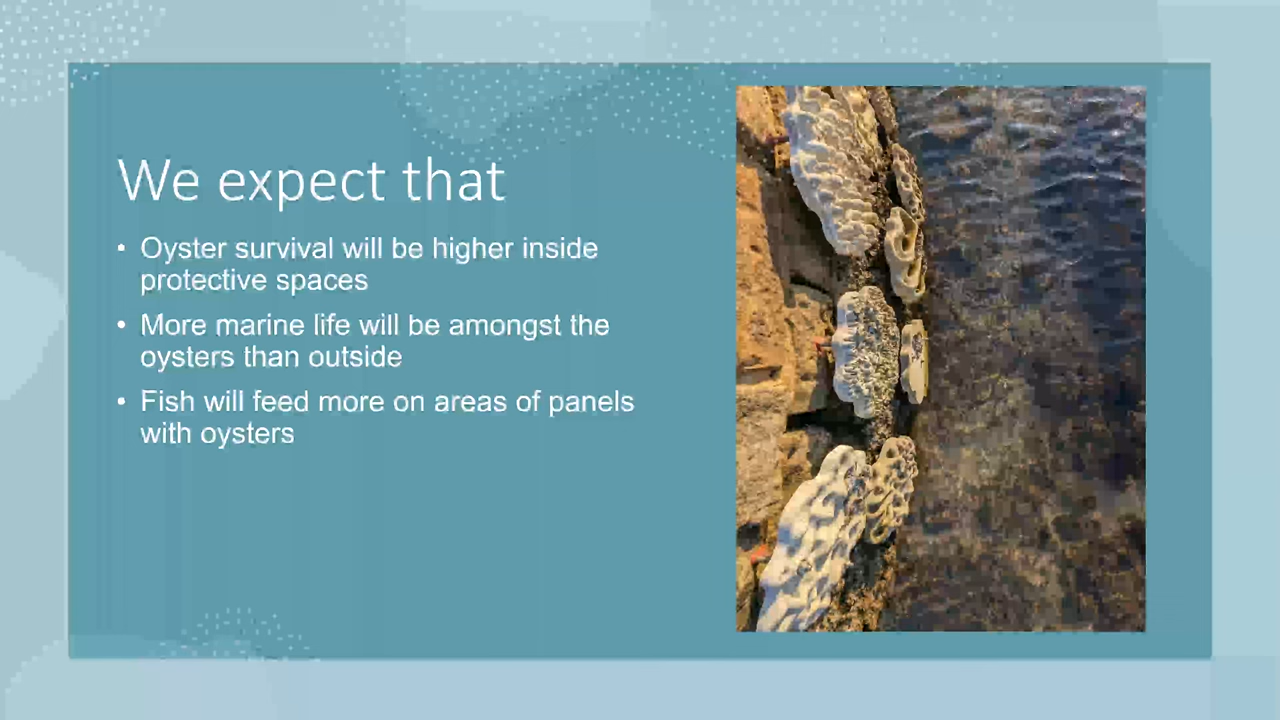 We expect that
• Oyster survival will be higher inside
protective spaces
• More marine life will be amongst the
oysters than outside
• Fish will feed more on areas of panels
with oysters